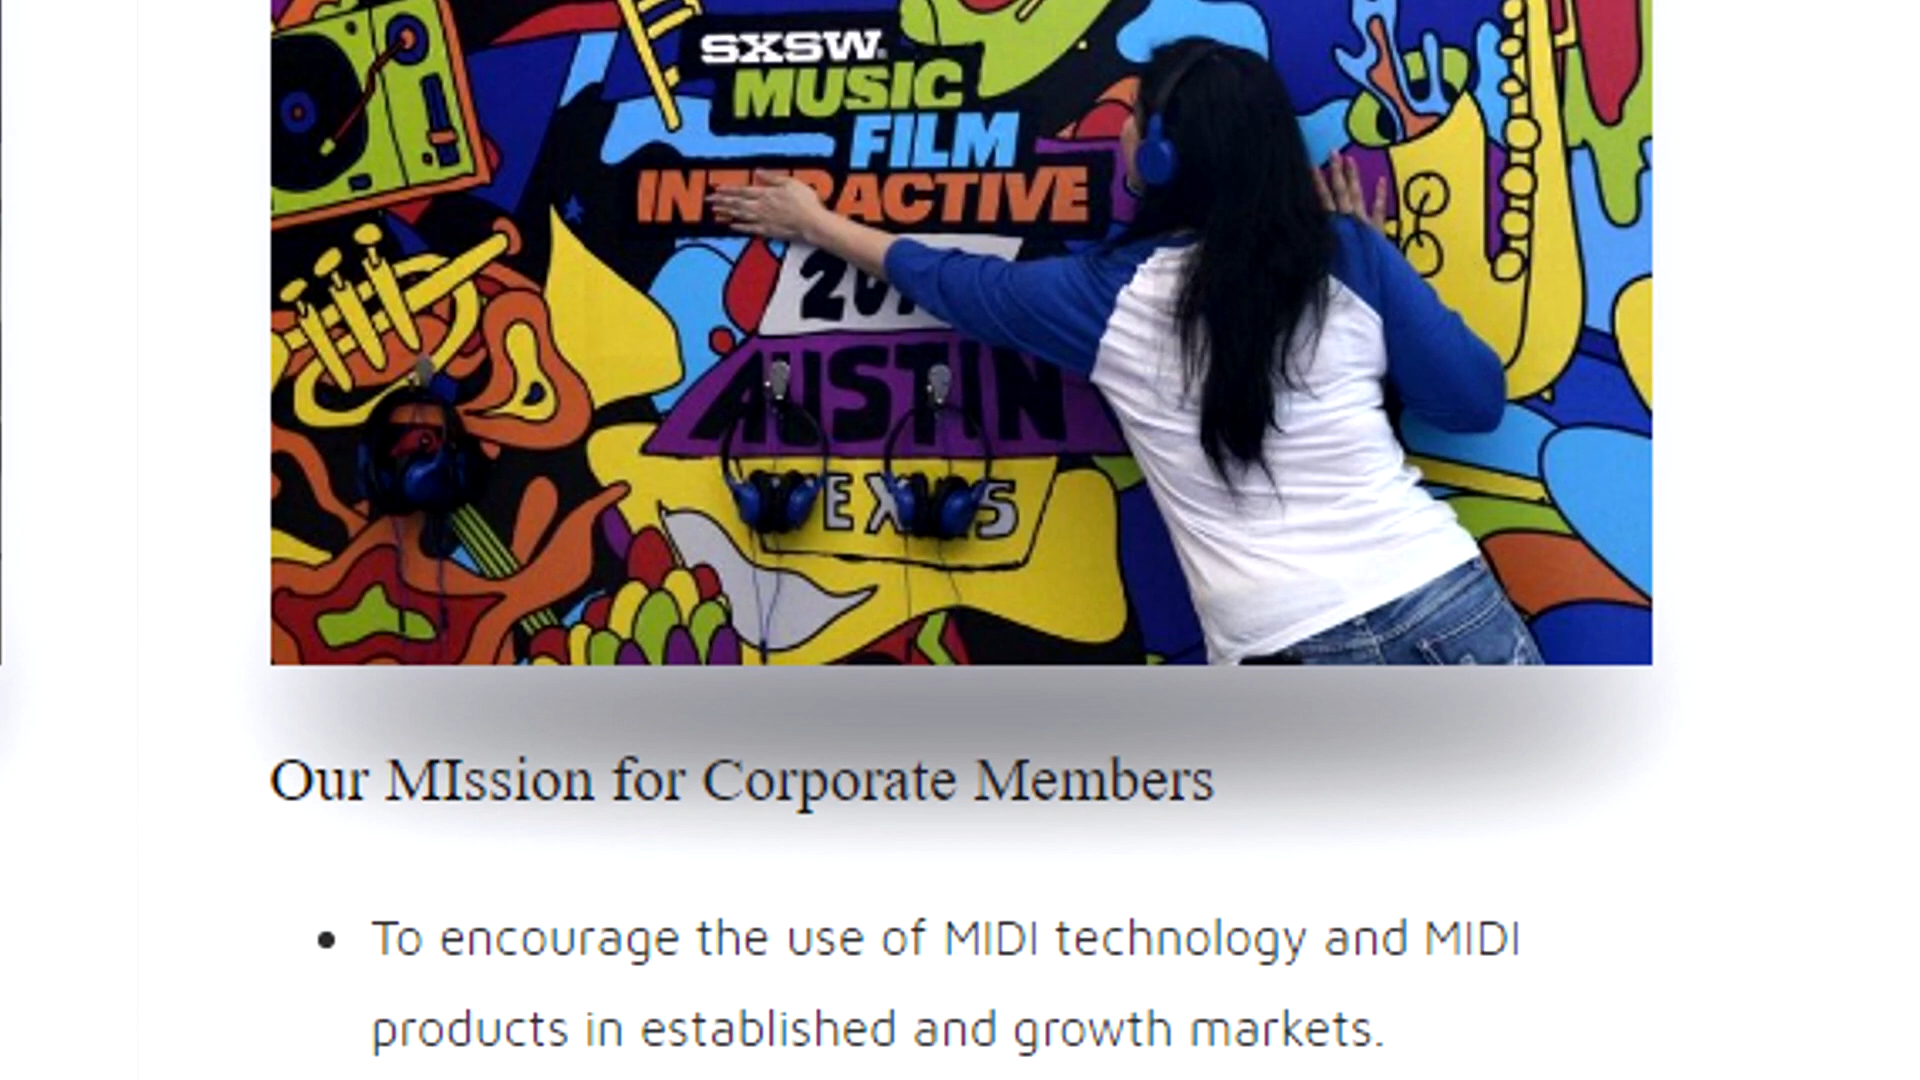 SXSW.
MUSIC
FILM
INTERACTIVE
AUSTIN
Our MIssion for Corporate Members
• To encourage the use of MIDI technology and MIDI
products in established and growth markets.